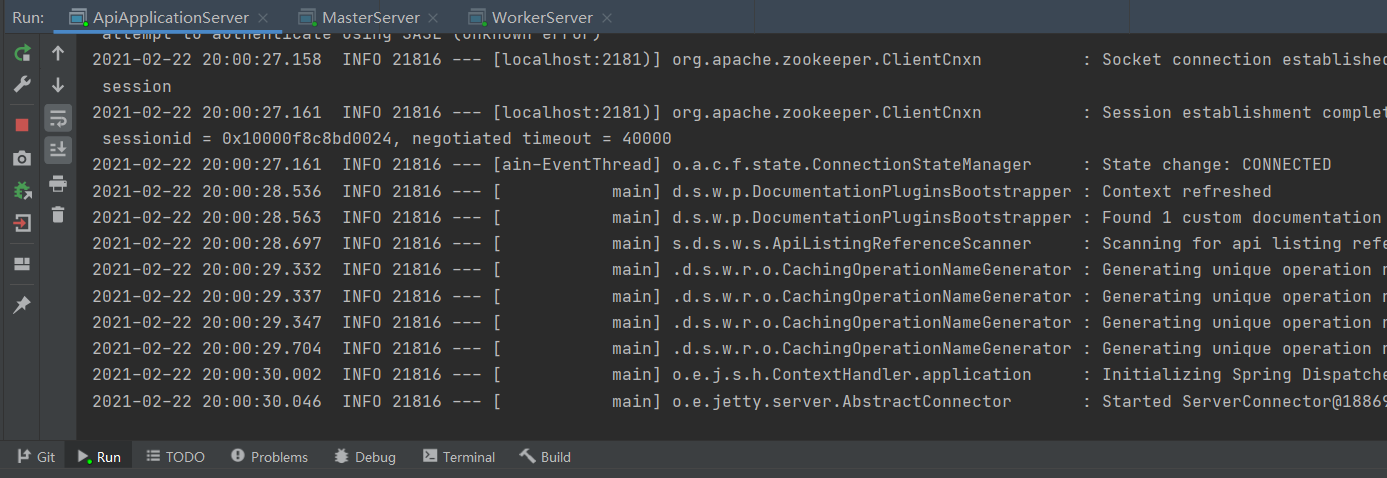 Run: ApiApplicationServer MasterServer WorkerServer
attempt to authenticate using SASL (unknown error)
2021-02-22 20:00:27.158  INFO 21816 --- [localhost:2181)] org.apache.zookeeper.ClientCnxn          : Socket connection established
session
2021-02-22 20:00:27.161  INFO 21816 --- [localhost:2181)] org.apache.zookeeper.ClientCnxn          : Session establishment complet
sessionid = 0x10000f8c8bd0024, negotiated timeout = 40000
2021-02-22 20:00:27.161  INFO 21816 --- [ain-EventThread] o.a.c.f.state.ConnectionStateManager     : State change: CONNECTED
2021-02-22 20:00:28.536  INFO 21816 --- [           main] d.s.w.p.DocumentationPluginsBootstrapper : Context refreshed
2021-02-22 20:00:28.563  INFO 21816 --- [           main] d.s.w.p.DocumentationPluginsBootstrapper : Found 1 custom documentation
2021-02-22 20:00:28.697  INFO 21816 --- [           main] s.d.s.w.s.ApiListingReferenceScanner     : Scanning for api listing refe
2021-02-22 20:00:29.332  INFO 21816 --- [           main] .d.s.w.r.o.CachingOperationNameGenerator : Generating unique operation n
2021-02-22 20:00:29.337  INFO 21816 --- [           main] .d.s.w.r.o.CachingOperationNameGenerator : Generating unique operation n
2021-02-22 20:00:29.347  INFO 21816 --- [           main] .d.s.w.r.o.CachingOperationNameGenerator : Generating unique operation n
2021-02-22 20:00:29.704  INFO 21816 --- [           main] .d.s.w.r.o.CachingOperationNameGenerator : Generating unique operation n
2021-02-22 20:00:30.002  INFO 21816 --- [           main] o.e.j.s.h.ContextHandler.application     : Initializing Spring Dispatche
2021-02-22 20:00:30.046  INFO 21816 --- [           main] o.e.jetty.server.AbstractConnector       : Started ServerConnector@18869
Git Run TODO Problems Debug Terminal Build